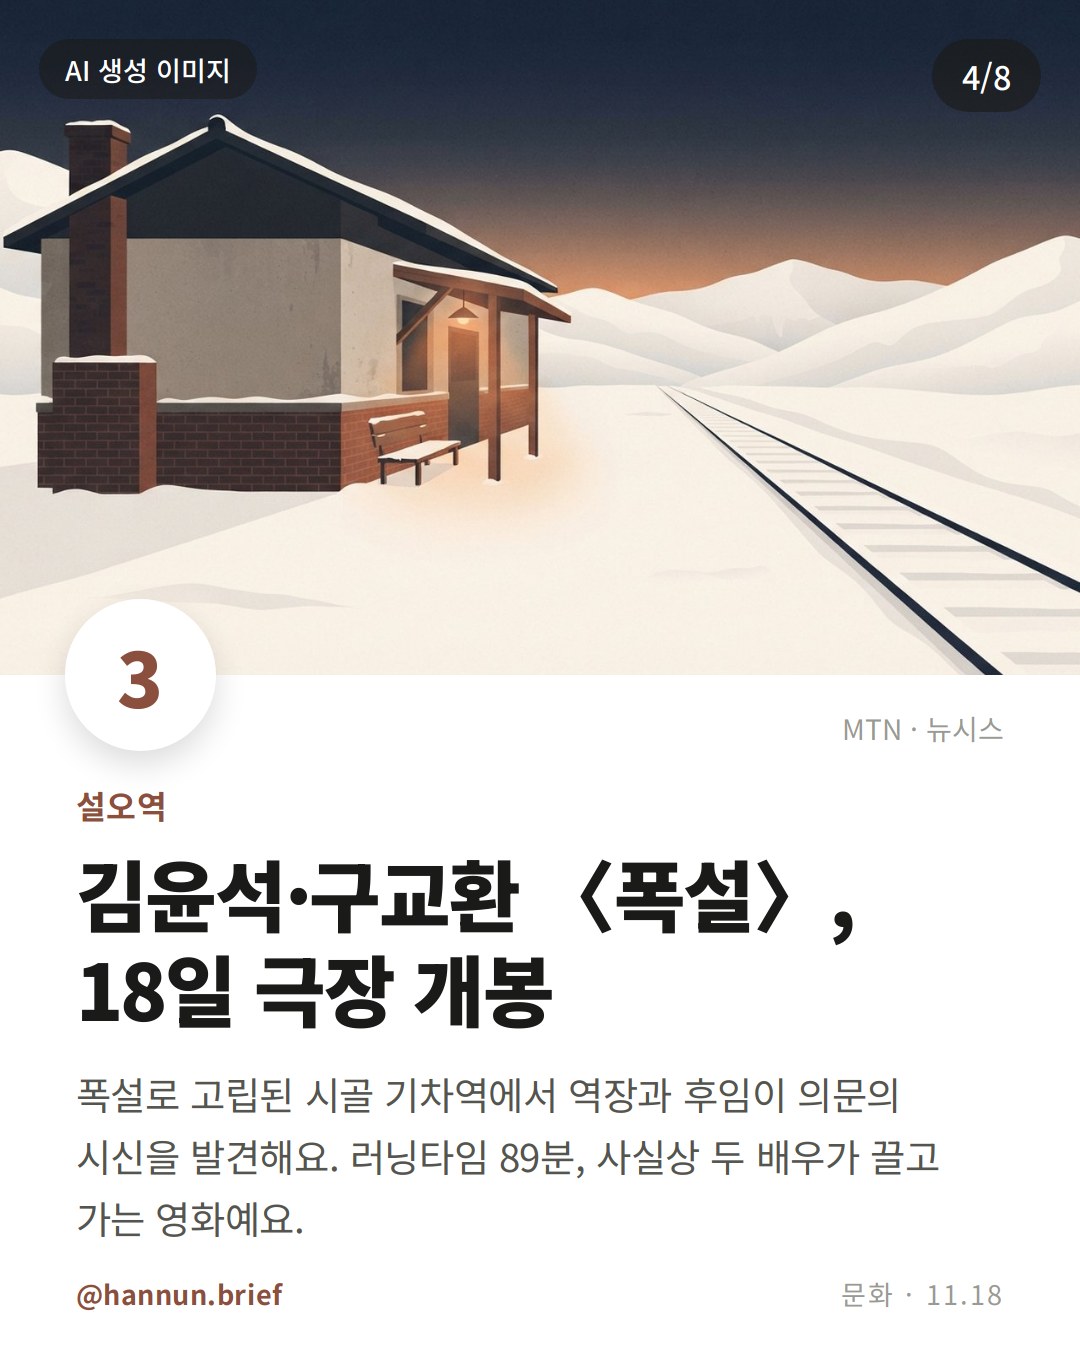 AI 생성 이미지
4/8
3
MTN · 뉴시스
설오역
김윤석·구교환 〈폭설〉,
18일 극장 개봉
폭설로 고립된 시골 기차역에서 역장과 후임이 의문의
시신을 발견해요. 러닝타임 89분, 사실상 두 배우가 끌고
가는 영화예요.
@hannun.brief
문화 · 11.18